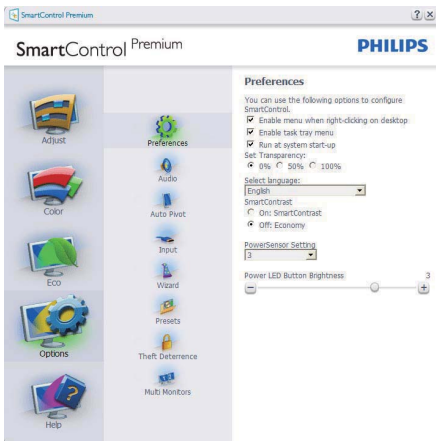 SmartControl Premium
SmartControl Premium
PHILIPS
Adjust
Color
Eco
Options
Help
Preferences
Audio
Auto Pivot
Input
Wizard
Presets
Theft Deterrence
Multi Monitors
Preferences
You can use the following options to configure
SmartControl.
Enable menu when right-clicking on desktop
Enable task tray menu
Run at system start-up
Set Transparency:
0% 50% 100%
Select language:
English
SmartContrast
On: SmartContrast
Off: Economy
PowerSensor Setting
3
Power LED Button Brightness 3